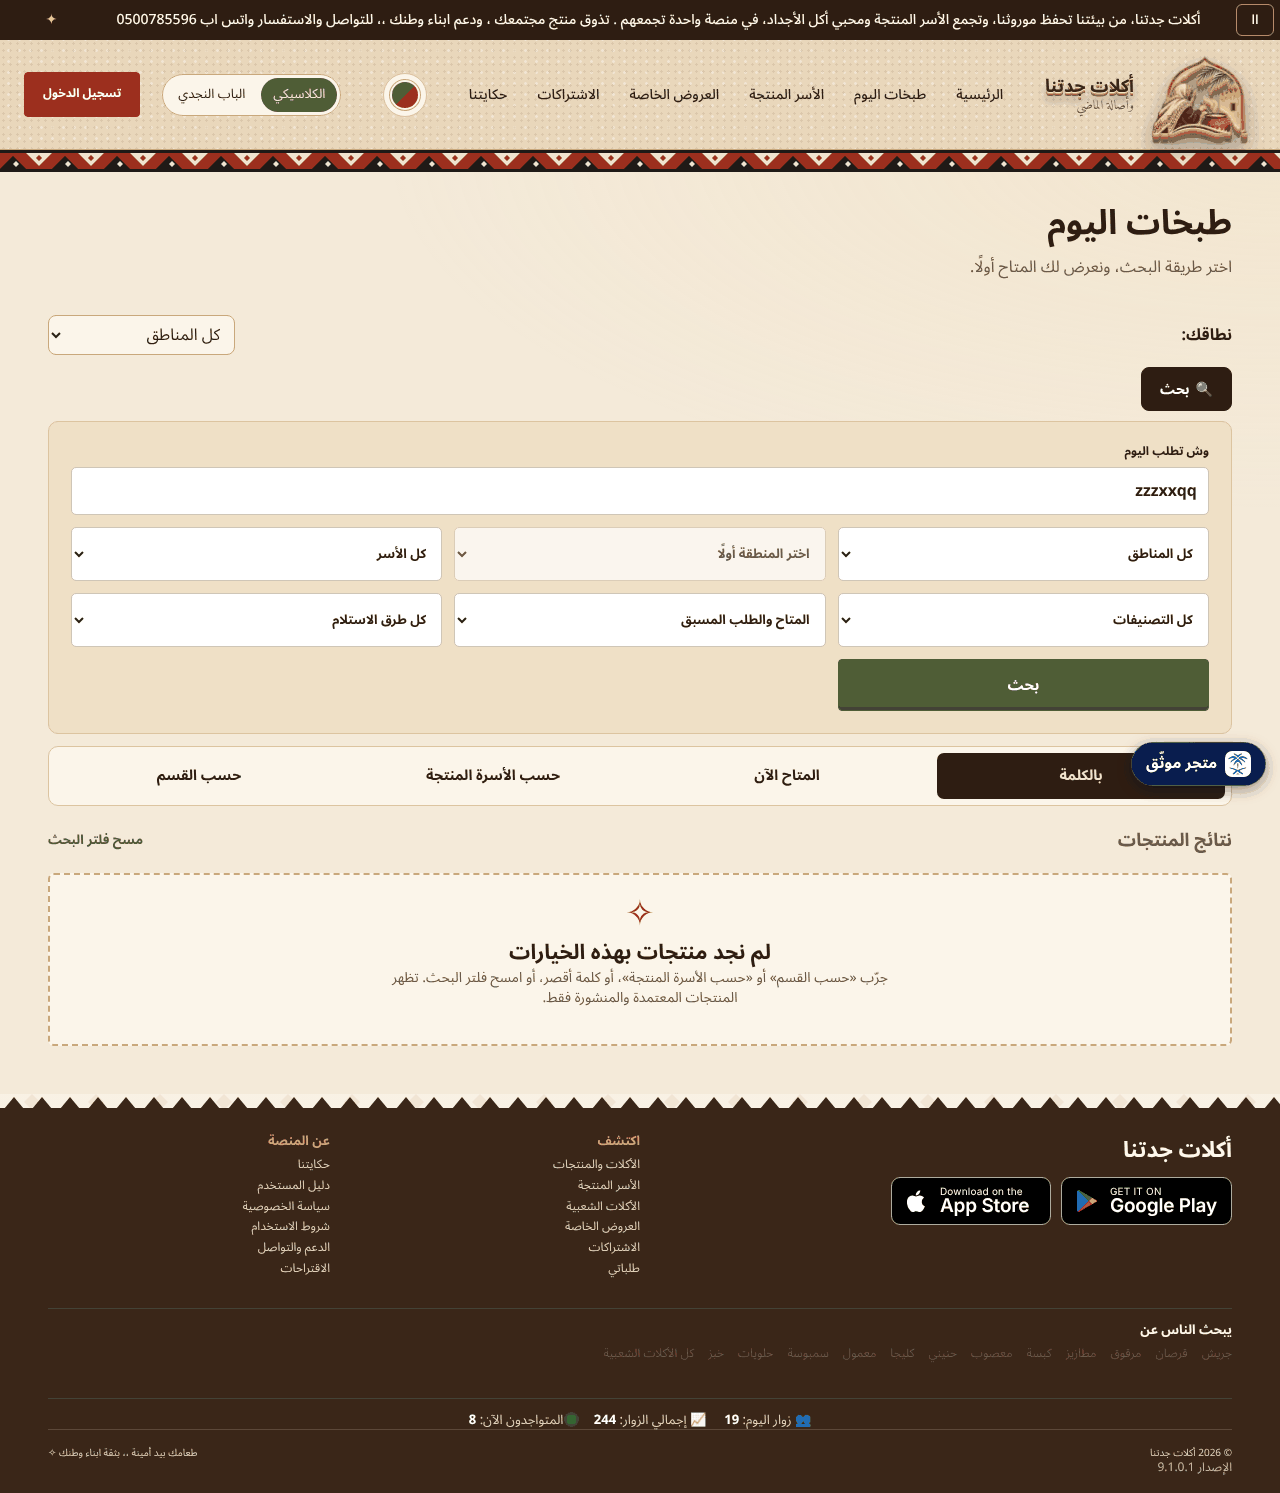 أكلات جدتنا، من بيئتنا تحفظ موروثنا، وتجمع الأسر المنتجة ومحبي أكل الأجداد، في منصة واحدة تجمعهم . تذوق منتج مجتمعك ، ودعم ابناء وطنك ،، للتواصل والاستفسار واتس اب 0500785596 ✦
أكلات جدتنا
وأصالة الماضي
الرئيسية
طبخات اليوم
الأسر المنتجة
العروض الخاصة
الاشتراكات
حكايتنا
الكلاسيكي
الباب النجدي
تسجيل الدخول
طبخات اليوم
اختر طريقة البحث، ونعرض لك المتاح أولًا.
نطاقك:
كل المناطق
🔍 بحث
وش تطلب اليوم
zzzxxqq
كل المناطق
اختر المنطقة أولًا
كل الأسر
كل التصنيفات
المتاح والطلب المسبق
كل طرق الاستلام
بحث
متجر موثّق
بالكلمة
المتاح الآن
حسب الأسرة المنتجة
حسب القسم
نتائج المنتجات
مسح فلتر البحث
لم نجد منتجات بهذه الخيارات
جرّب «حسب القسم» أو «حسب الأسرة المنتجة»، أو كلمة أقصر، أو امسح فلتر البحث. تظهر
المنتجات المعتمدة والمنشورة فقط.
أكلات جدتنا
GET IT ON
Google Play
Download on the
App Store
اكتشف
الأكلات والمنتجات
الأسر المنتجة
الأكلات الشعبية
العروض الخاصة
الاشتراكات
طلباتي
عن المنصة
حكايتنا
دليل المستخدم
سياسة الخصوصية
شروط الاستخدام
الدعم والتواصل
الاقتراحات
يبحث الناس عن
جريش
قرصان
مرقوق
مطازيز
كبسة
معصوب
حنيني
كليجا
معمول
سمبوسة
حلويات
خبز
كل الأكلات الشعبية
👥 زوار اليوم: 19
📈 إجمالي الزوار: 244
المتواجدون الآن: 8
© 2026 أكلات جدتنا
الإصدار 9.1.0.1
طعامك بيد أمينة ،، بثقة ابناء وطنك ✧